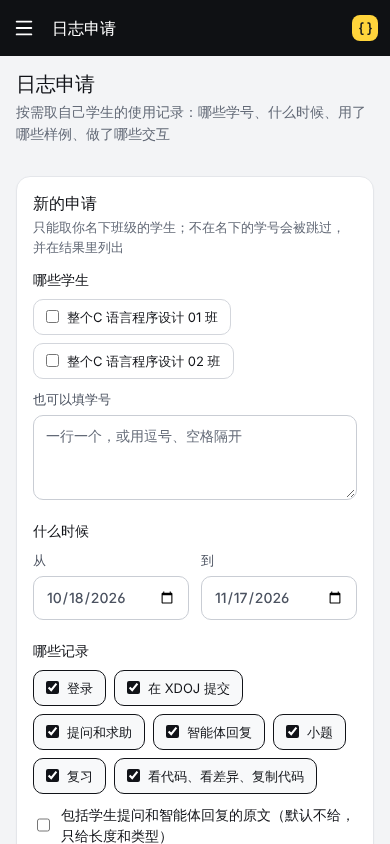 日志申请
{}
日志申请
按需取自己学生的使用记录：哪些学号、什么时候、用了
哪些样例、做了哪些交互
新的申请
只能取你名下班级的学生；不在名下的学号会被跳过，
并在结果里列出
哪些学生
整个C 语言程序设计 01 班
整个C 语言程序设计 02 班
也可以填学号
一行一个，或用逗号、空格隔开
什么时候
从 到
10/18/2026 11/17/2026
哪些记录
登录 在 XDOJ 提交
提问和求助 智能体回复 小题
复习 看代码、看差异、复制代码
包括学生提问和智能体回复的原文（默认不给，
只给长度和类型）